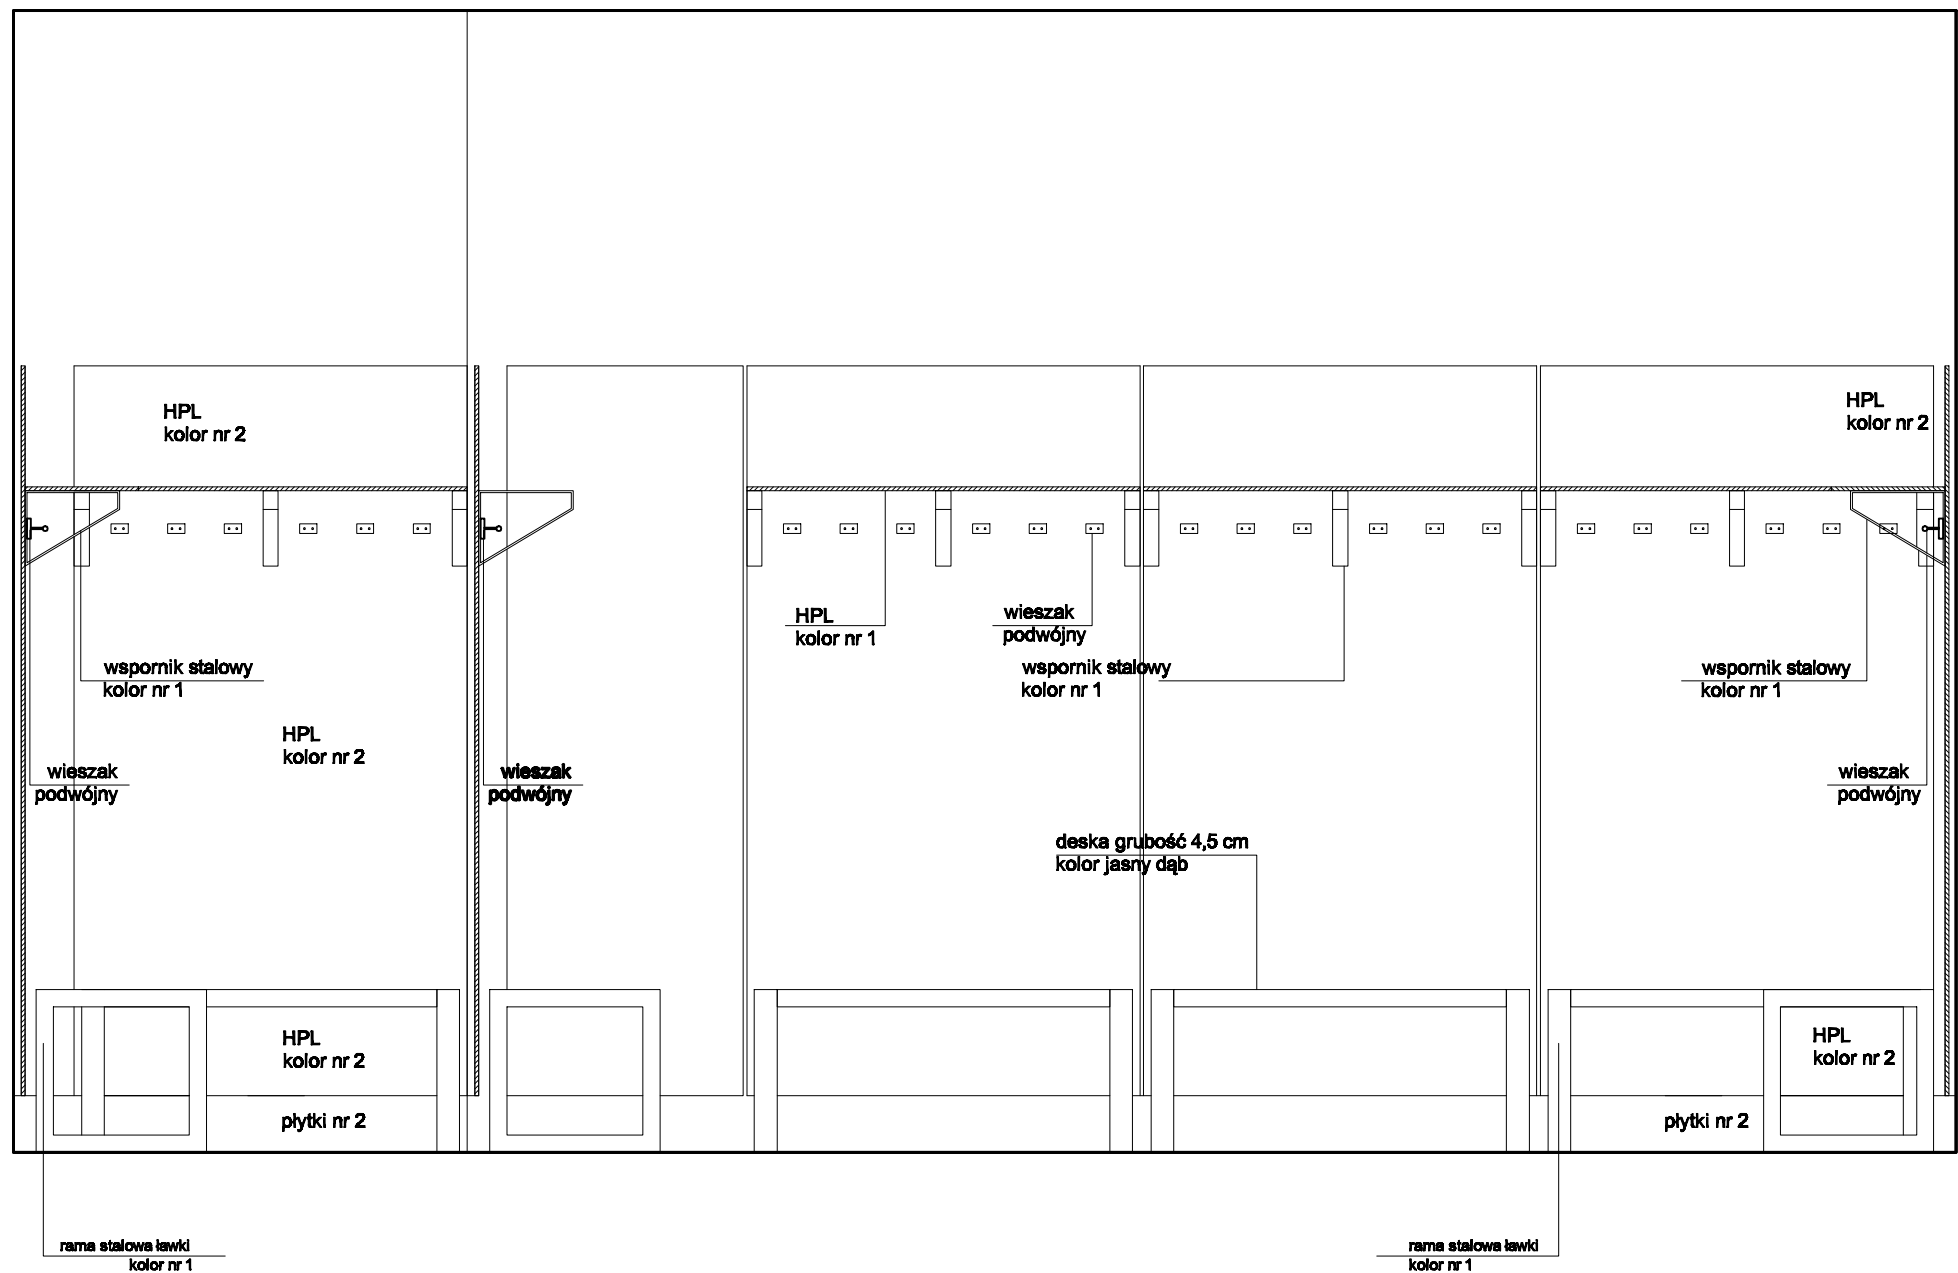 HPL
kolor nr 2
HPL
kolor nr 2
HPL
kolor nr 1
wieszak
podwójny
wspornik stalowy
kolor nr 1
wspornik stalowy
kolor nr 1
wspornik stalowy
kolor nr 1
HPL
kolor nr 2
wieszak
podwójny
wieszak
podwójny
wieszak
podwójny
deska grubość 4,5 cm
kolor jasny dąb
HPL
kolor nr 2
HPL
kolor nr 2
płytki nr 2
płytki nr 2
rama stalowa ławki
kolor nr 1
rama stalowa ławki
kolor nr 1